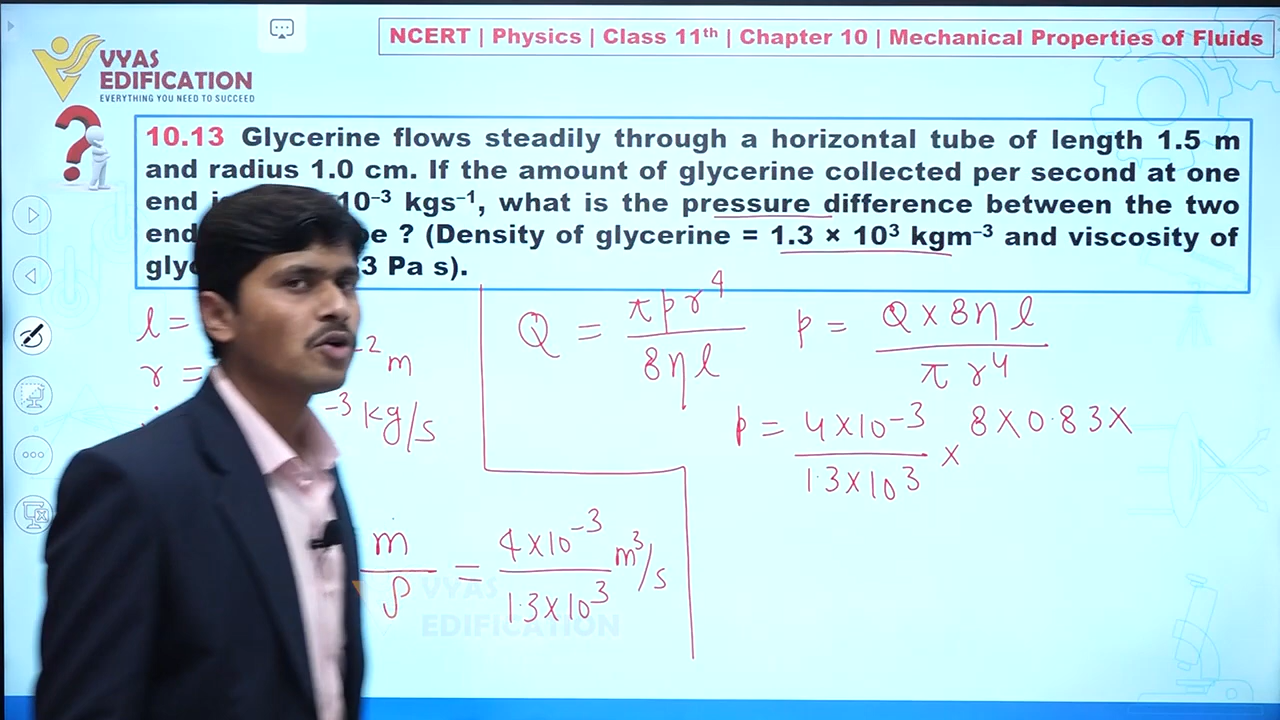 NCERT | Physics | Class 11th | Chapter 10 | Mechanical Properties of Fluids
VYAS
EDIFICATION
EVERYTHING YOU NEED TO SUCCEED
10.13 Glycerine flows steadily through a horizontal tube of length 1.5 m
and radius 1.0 cm. If the amount of glycerine collected per second at one
end 10⁻³ kgs⁻¹, what is the pressure difference between the two
end ? (Density of glycerine = 1.3 × 10³ kgm⁻³ and viscosity of
3 Pa s).
l =
r = ⁻² m
⁻³ kg/s
Q = πpr⁴ / 8ηl
p = Q × 8ηl / πr⁴
p = 4×10⁻³ / 1.3×10³ × 8×0.83×
ṁ / ρ = 4×10⁻³ / 1.3×10³ m³/s
VYAS
EDIFICATION